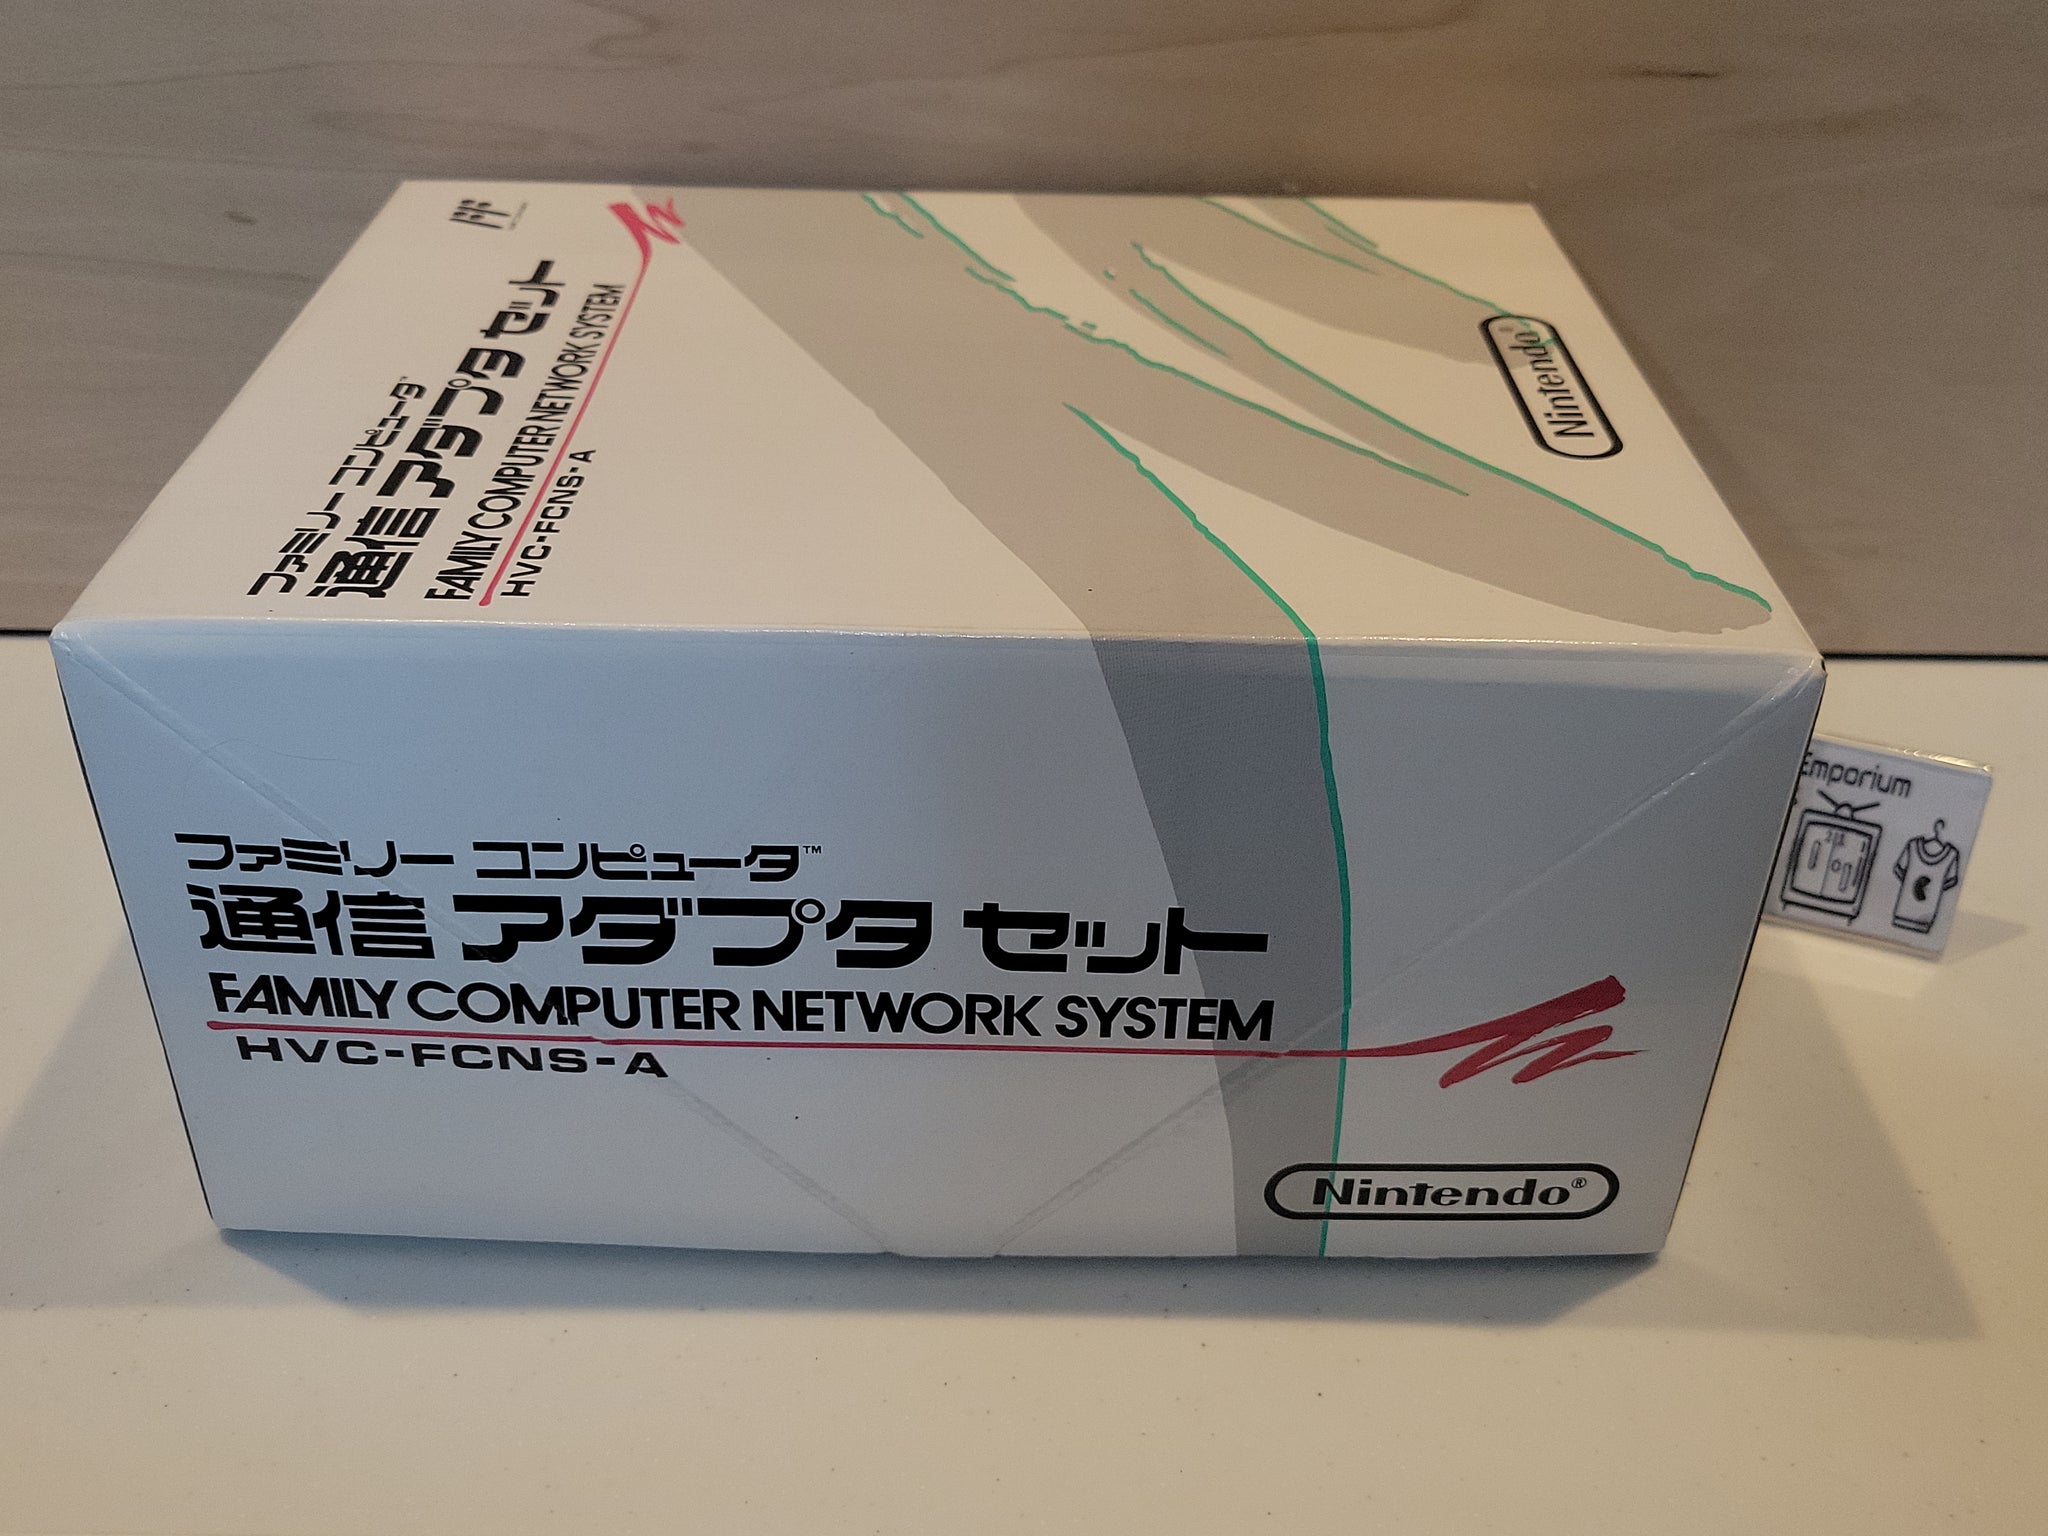 ファミリー コンピュータ™
通信 アダプタ セット
FAMILY COMPUTER NETWORK SYSTEM
HVC-FCNS-A
Nintendo®
ファミリー コンピュータ™
通信 アダプタ セット
FAMILY COMPUTER NETWORK SYSTEM
HVC-FCNS-A
Nintendo®
Emporium